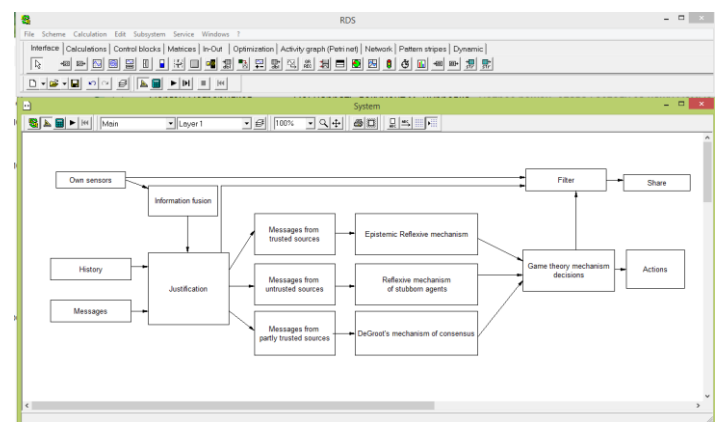 RDS
File Scheme Calculation Edit Subsystem Service Windows ?
Interface Calculations Control blocks Matrices In-Out Optimization Activity graph (Petri net) Network Pattern stripes Dynamic
System
Main Layer 1 100%
Own sensors
Filter
Share
Information fusion
Messages from
trusted sources
Epistemic Reflexive mechanism
History
Justification
Messages from
untrusted sources
Reflexive mechanism
of stubborn agents
Game theory mechanism
decisions
Actions
Messages
Messages from
partly trusted sources
DeGroot's mechanism of consensus